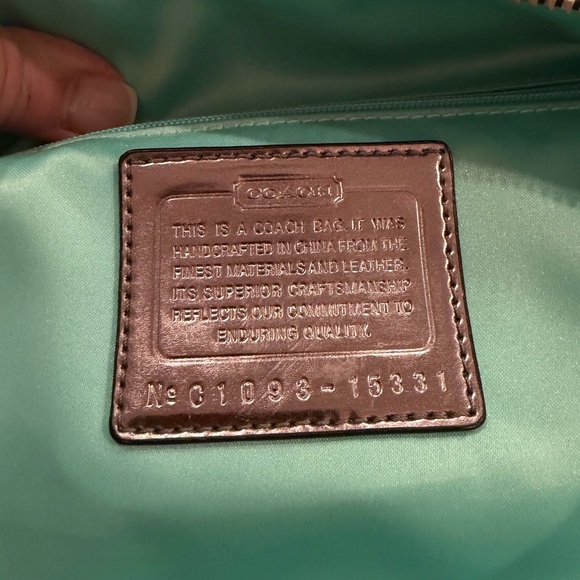 COACH
THIS IS A COACH BAG. IT WAS
HANDCRAFTED IN CHINA FROM THE
FINEST MATERIALS AND LEATHER.
ITS SUPERIOR CRAFTSMANSHIP
REFLECTS OUR COMMITMENT TO
ENDURING QUALITY.
Nº C1093-15331